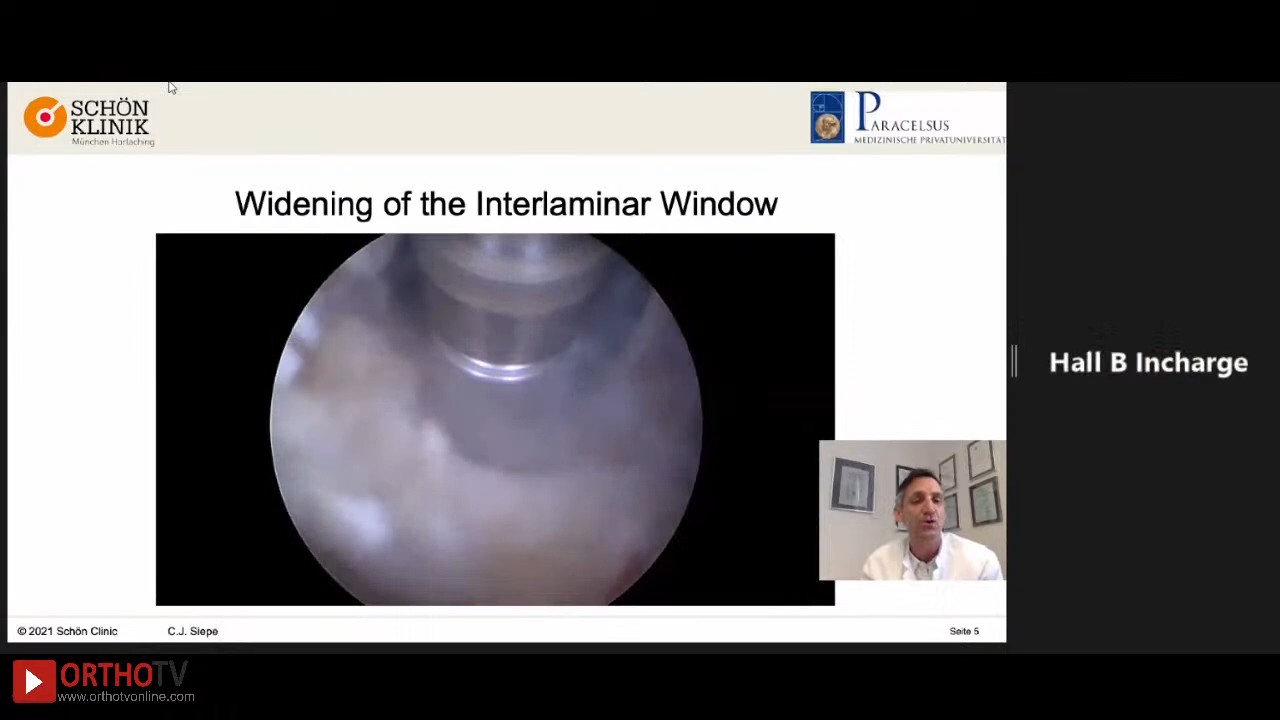 SCHÖN
KLINIK
München Harlaching
PARACELSUS
MEDIZINISCHE PRIVATUNIVERSITÄT
Widening of the Interlaminar Window
Hall B Incharge
© 2021 Schön Clinic C.J. Siepe Seite 5
ORTHOTV
www.orthotvonline.com